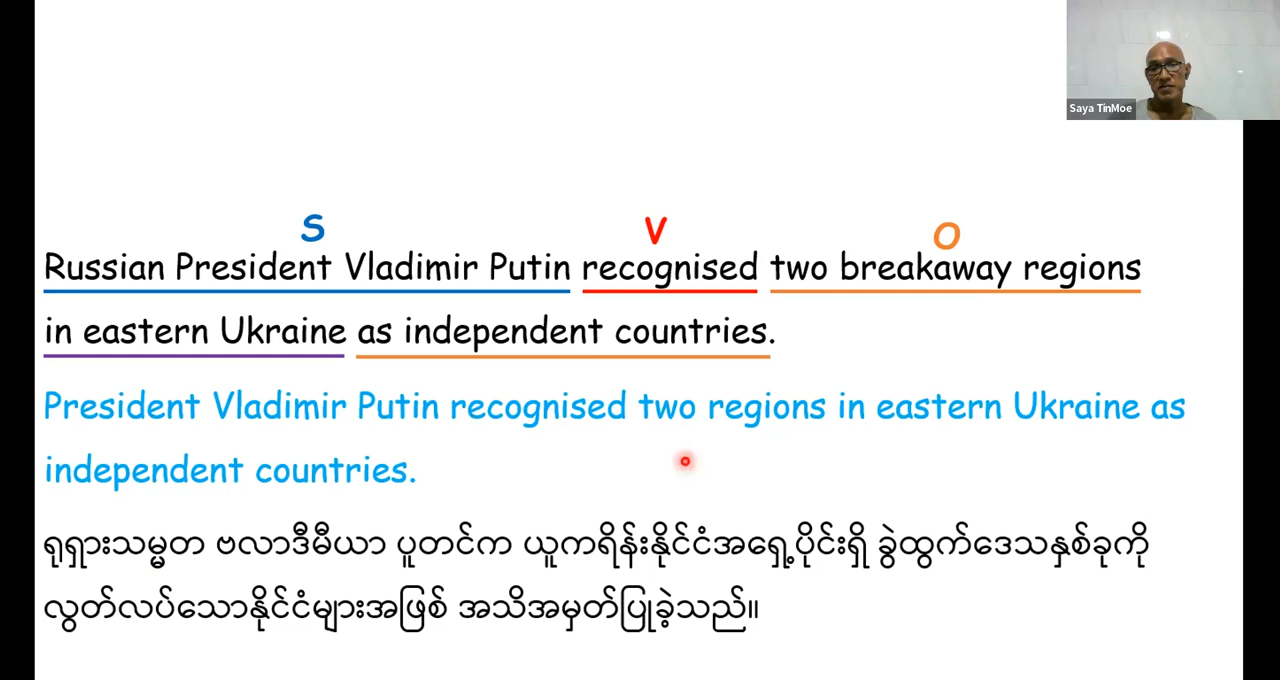 Saya TinMoe
S V O
Russian President Vladimir Putin recognised two breakaway regions
in eastern Ukraine as independent countries.
President Vladimir Putin recognised two regions in eastern Ukraine as
independent countries.
ရုရှားသမ္မတ ဗလာဒီမီယာ ပူတင်က ယူကရိန်းနိုင်ငံအရှေ့ပိုင်းရှိ ခွဲထွက်ဒေသနှစ်ခုကို
လွတ်လပ်သောနိုင်ငံများအဖြစ် အသိအမှတ်ပြုခဲ့သည်။